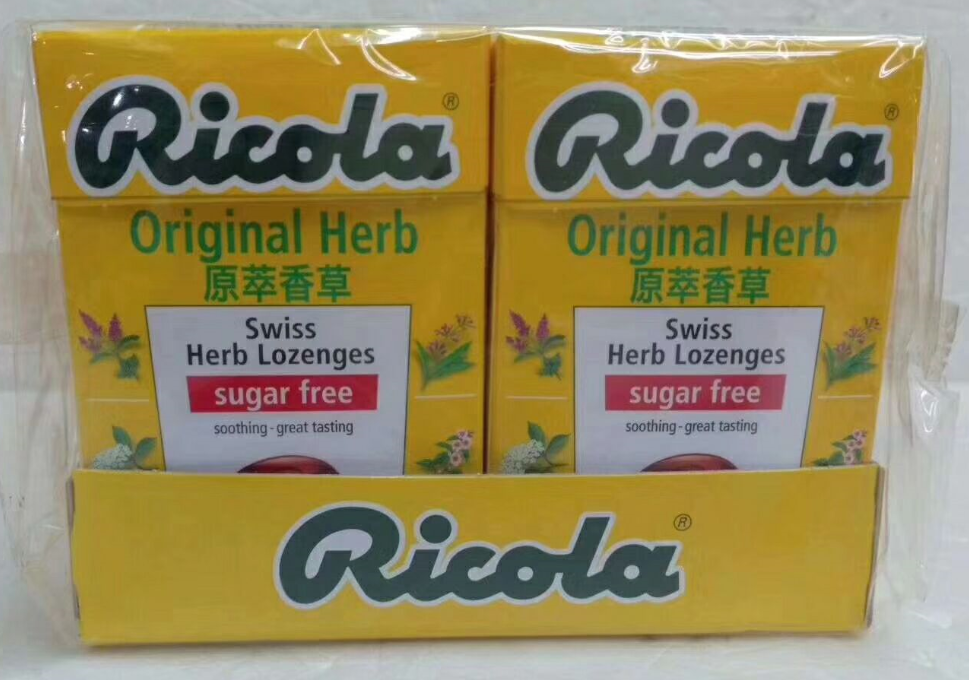 Ricola®
Original Herb
原萃香草
Swiss
Herb Lozenges
sugar free
soothing - great tasting
Ricola®
Original Herb
原萃香草
Swiss
Herb Lozenges
sugar free
soothing - great tasting
Ricola®